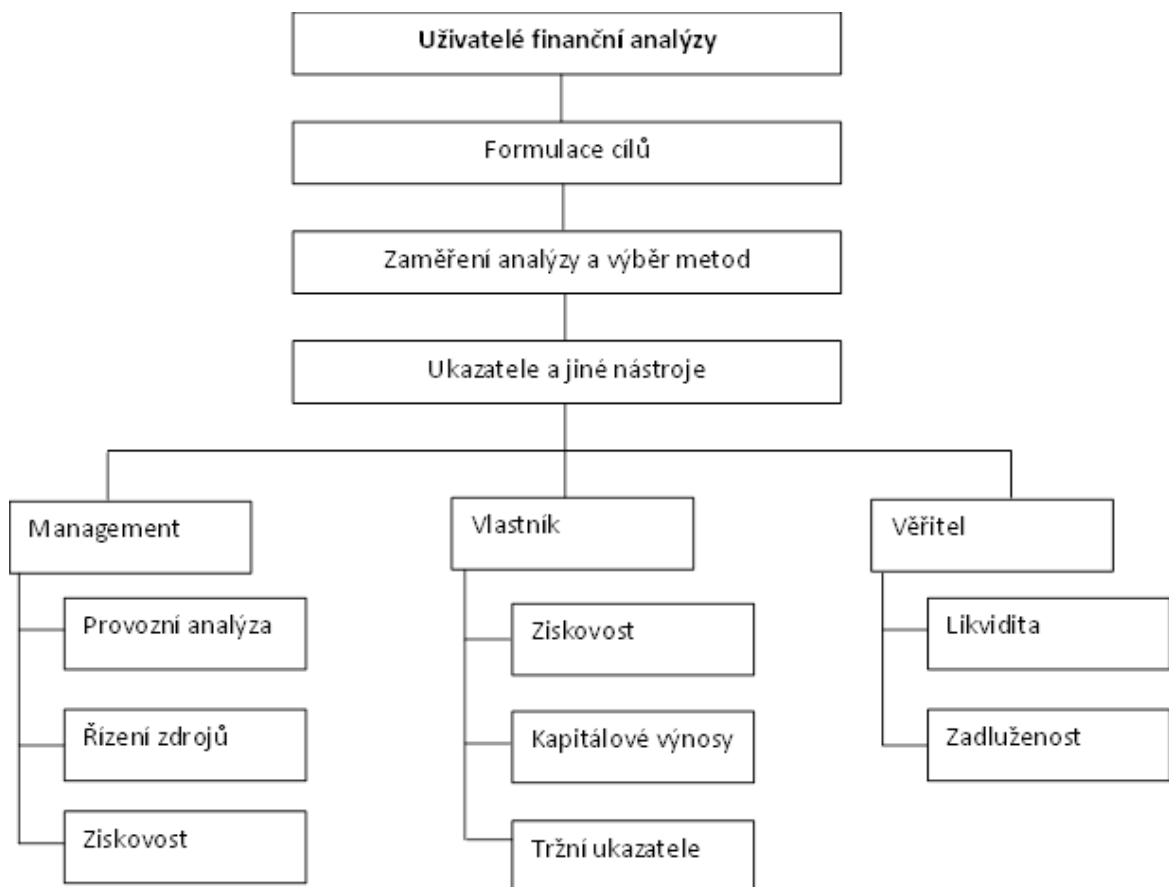 Uživatelé finanční analýzy
Formulace cílů
Zaměření analýzy a výběr metod
Ukazatele a jiné nástroje
Management
Provozní analýza
Řízení zdrojů
Ziskovost
Vlastník
Ziskovost
Kapitálové výnosy
Tržní ukazatele
Věřitel
Likvidita
Zadluženost